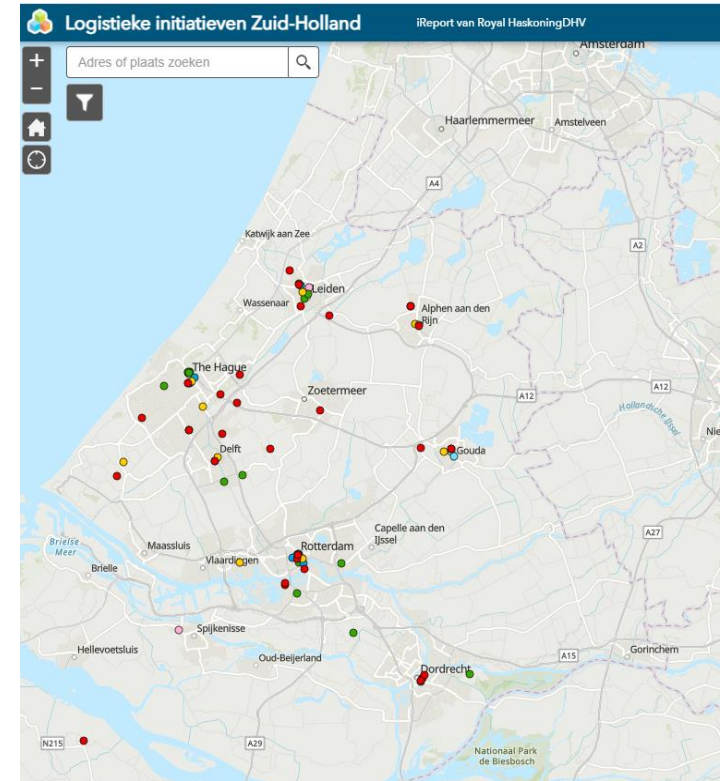 Logistieke initiatieven Zuid-Holland
iReport van Royal HaskoningDHV
+
Adres of plaats zoeken
−
Amsterdam
Haarlemmermeer
Amstelveen
A4
Katwijk aan Zee
A2
Leiden
Wassenaar
Alphen aan den
Rijn
The Hague
Zoetermeer
A12
A12
Hollandsche IJssel
Nie
Delft
Gouda
Capelle aan den
IJssel
Rotterdam
A27
Brielse
Meer
Maassluis
Vlaardingen
Brielle
Spijkenisse
Hellevoetsluis
Oud-Beijerland
A15
Gorinchem
Dordrecht
N215
A29
Nationaal Park
de Biesbosch